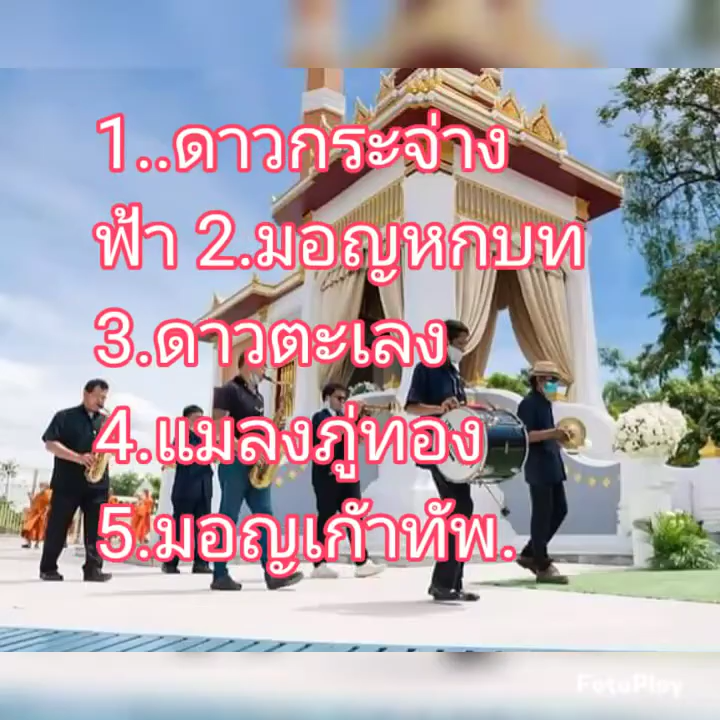 1..ดาวกระจ่าง
ฟ้า 2.มอญหกบท
3.ดาวตะเลง
4.แมลงภู่ทอง
5.มอญเก้าทัพ.
FotoPlay